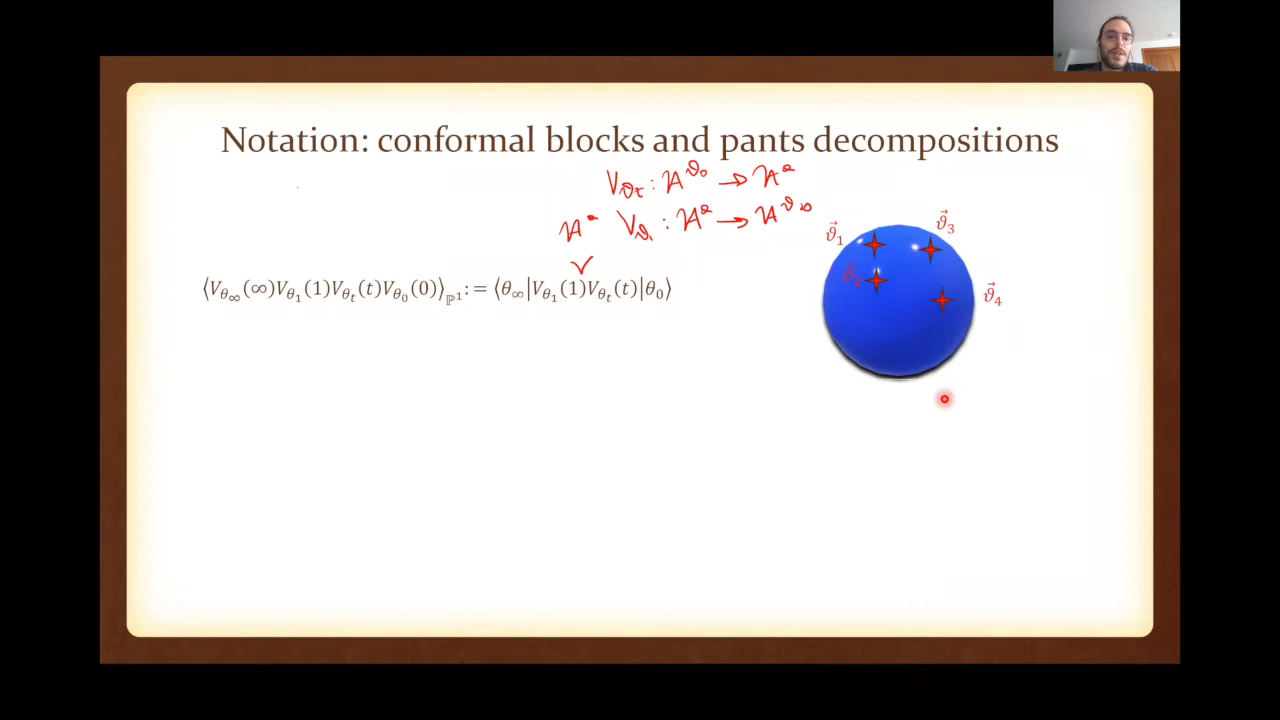 Notation: conformal blocks and pants decompositions
V_{ϑ_t} : H^{ϑ_0} → H^a
H^a V_{ϑ_1} : H^a → H^{ϑ_∞}
⟨V_{θ_∞}(∞)V_{θ_1}(1)V_{θ_t}(t)V_{θ_0}(0)⟩_{ℙ^1} := ⟨θ_∞|V_{θ_1}(1)V_{θ_t}(t)|θ_0⟩
ϑ⃗_1
ϑ⃗_3
ϑ⃗_2
ϑ⃗_4